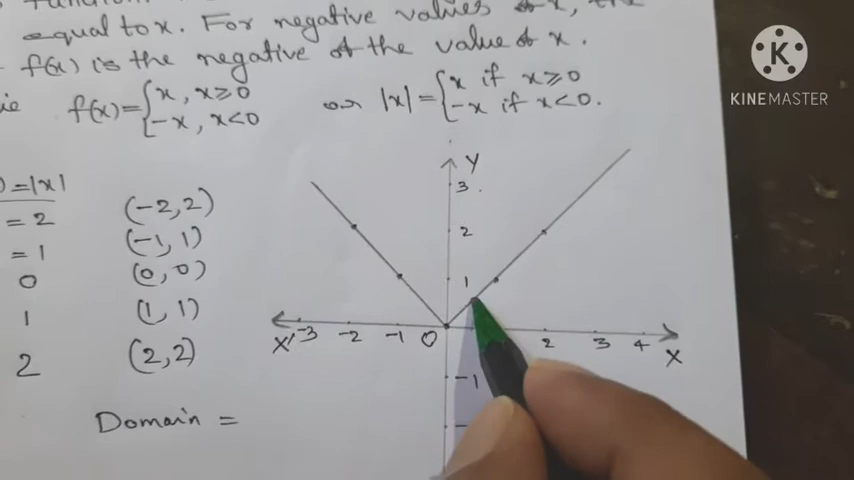 equal to x. For negative values of x, the
f(x) is the negative of the value of x.
ie f(x)={x, x≥0 or |x|={x if x≥0
-x, x<0 -x if x<0.
KINEMASTER
)=|x|
= 2 (-2,2)
= 1 (-1, 1)
0 (0, 0)
1 (1, 1)
2 (2,2)
Domain =
Y
3
2
1
X' -3 -2 -1 0 2 3 4 X
-1